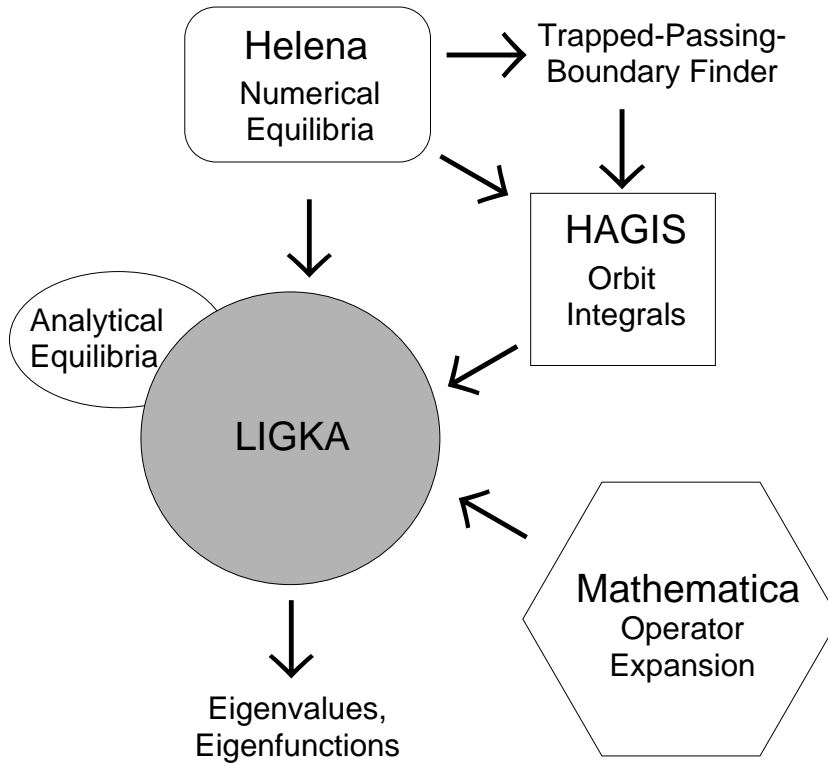 Helena
Numerical
Equilibria
Trapped-Passing-
Boundary Finder
HAGIS
Orbit
Integrals
Analytical
Equilibria
LIGKA
Mathematica
Operator
Expansion
Eigenvalues,
Eigenfunctions